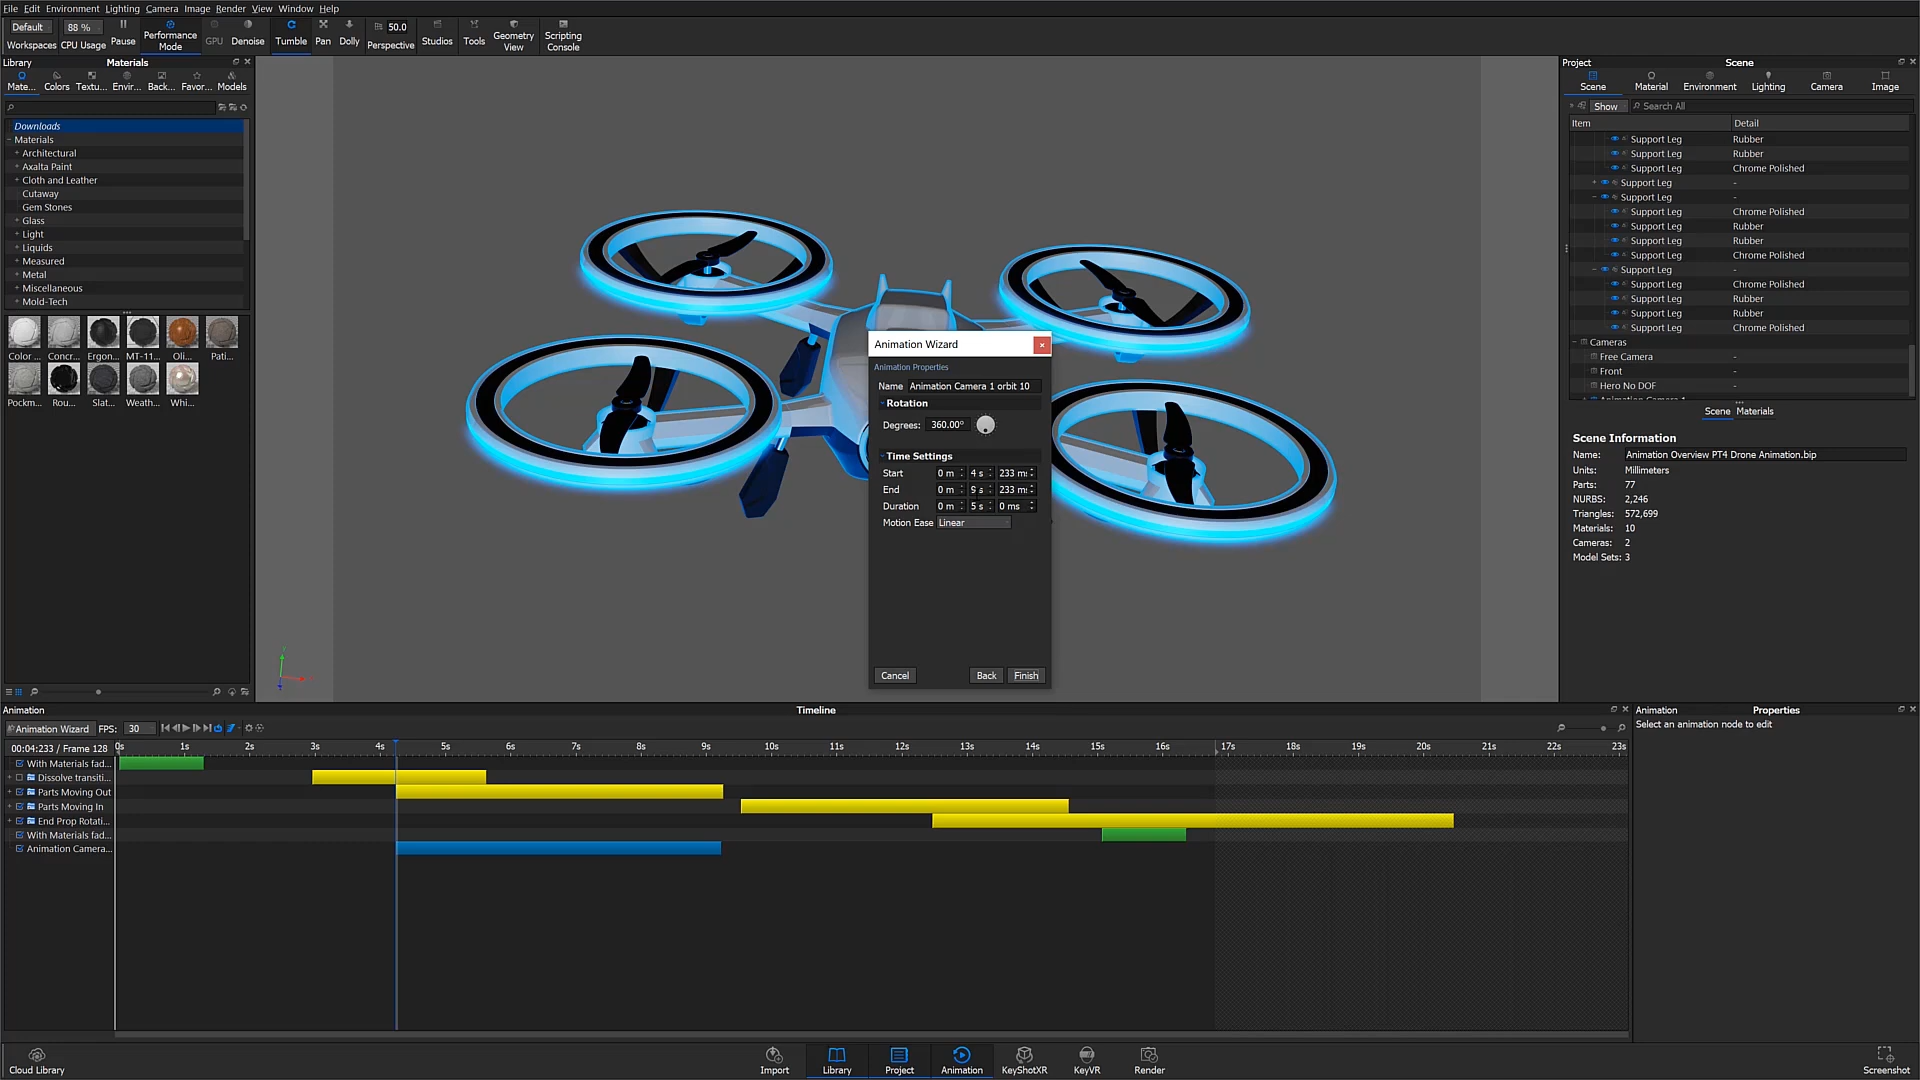 File Edit Environment Lighting Camera Image Render View Window Help
Default 88 % 50.0
Workspaces CPU Usage Pause Performance Mode GPU Denoise Tumble Pan Dolly Perspective Studios Tools Geometry View Scripting Console
Library Materials
Mate... Colors Textu... Envir... Back... Favor... Models
Downloads
Materials
Architectural
Axalta Paint
Cloth and Leather
Cutaway
Gem Stones
Glass
Light
Liquids
Measured
Metal
Miscellaneous
Mold-Tech
Color ... Concr... Ergon... MT-11... Oli... Pati...
Pockm... Rou... Slat... Weath... Whi...
Animation Wizard
Animation Properties
Name Animation Camera 1 orbit 10
Rotation
Degrees: 360.00°
Time Settings
Start 0 m 4 s 233 m
End 0 m 9 s 233 m
Duration 0 m 5 s 0 ms
Motion Ease Linear
Cancel Back Finish
Project Scene
Scene Material Environment Lighting Camera Image
Show Search All
Item Detail
Support Leg Rubber
Support Leg Rubber
Support Leg Chrome Polished
Support Leg -
Support Leg -
Support Leg Chrome Polished
Support Leg Rubber
Support Leg Rubber
Support Leg Chrome Polished
Support Leg -
Support Leg Chrome Polished
Support Leg Rubber
Support Leg Rubber
Support Leg Chrome Polished
Cameras
Free Camera -
Front -
Hero No DOF -
Scene Materials
Scene Information
Name: Animation Overview PT4 Drone Animation.bip
Units: Millimeters
Parts: 77
NURBS: 2,246
Triangles: 572,699
Materials: 10
Cameras: 2
Model Sets: 3
Animation Timeline
Animation Wizard FPS: 30
00:04:233 / Frame 128 0s 1s 2s 3s 4s 5s 6s 7s 8s 9s 10s 11s 12s 13s 14s 15s 16s 17s 18s 19s 20s 21s 22s 23s
With Materials fad...
Dissolve transiti...
Parts Moving Out
Parts Moving In
End Prop Rotati...
With Materials fad...
Animation Camera...
Animation Properties
Select an animation node to edit
Cloud Library Import Library Project Animation KeyShotXR KeyVR Render Screenshot